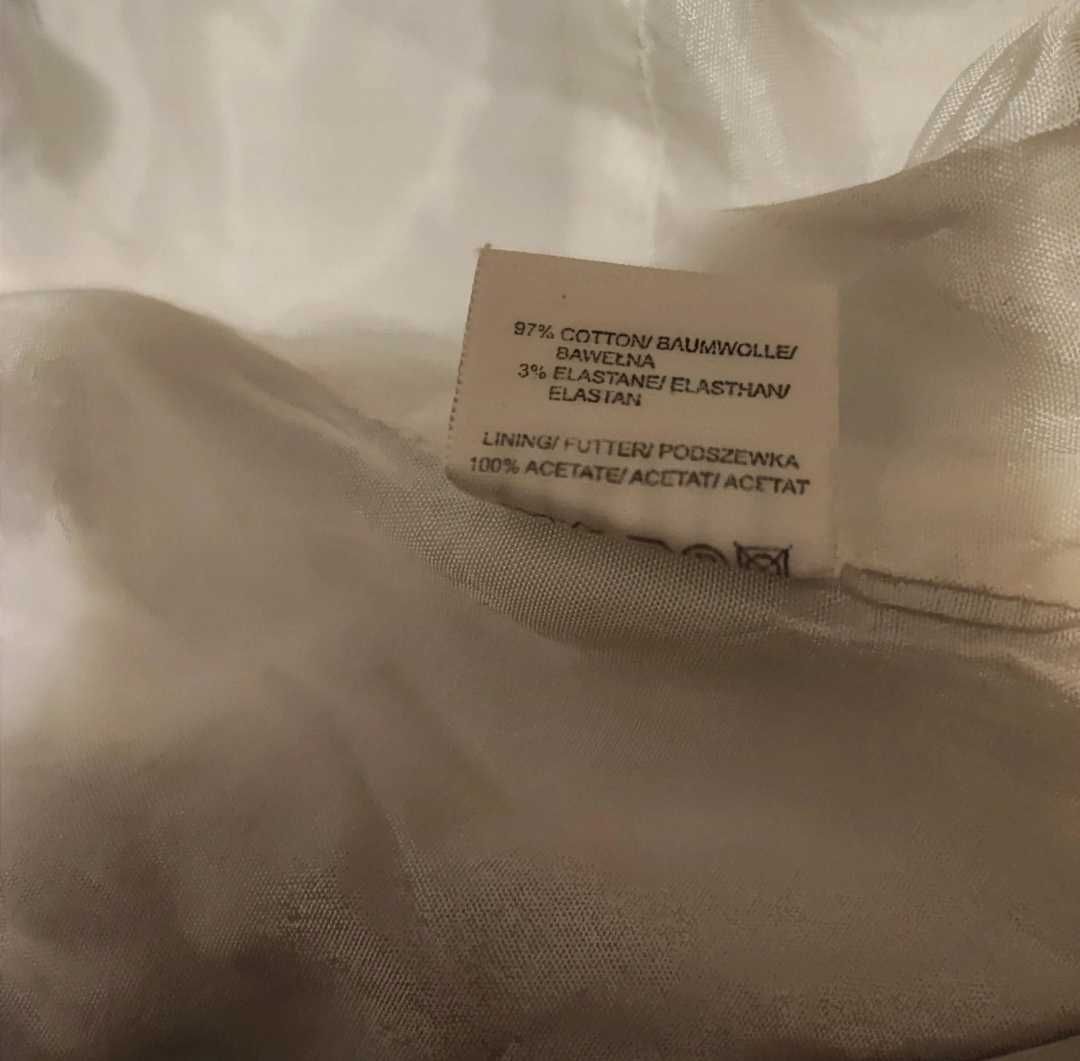 97% COTTON/ BAUMWOLLE/
BAWEŁNA
3% ELASTANE/ ELASTHAN/
ELASTAN
LINING/ FUTTER/ PODSZEWKA
100% ACETATE/ ACETAT/ ACETAT